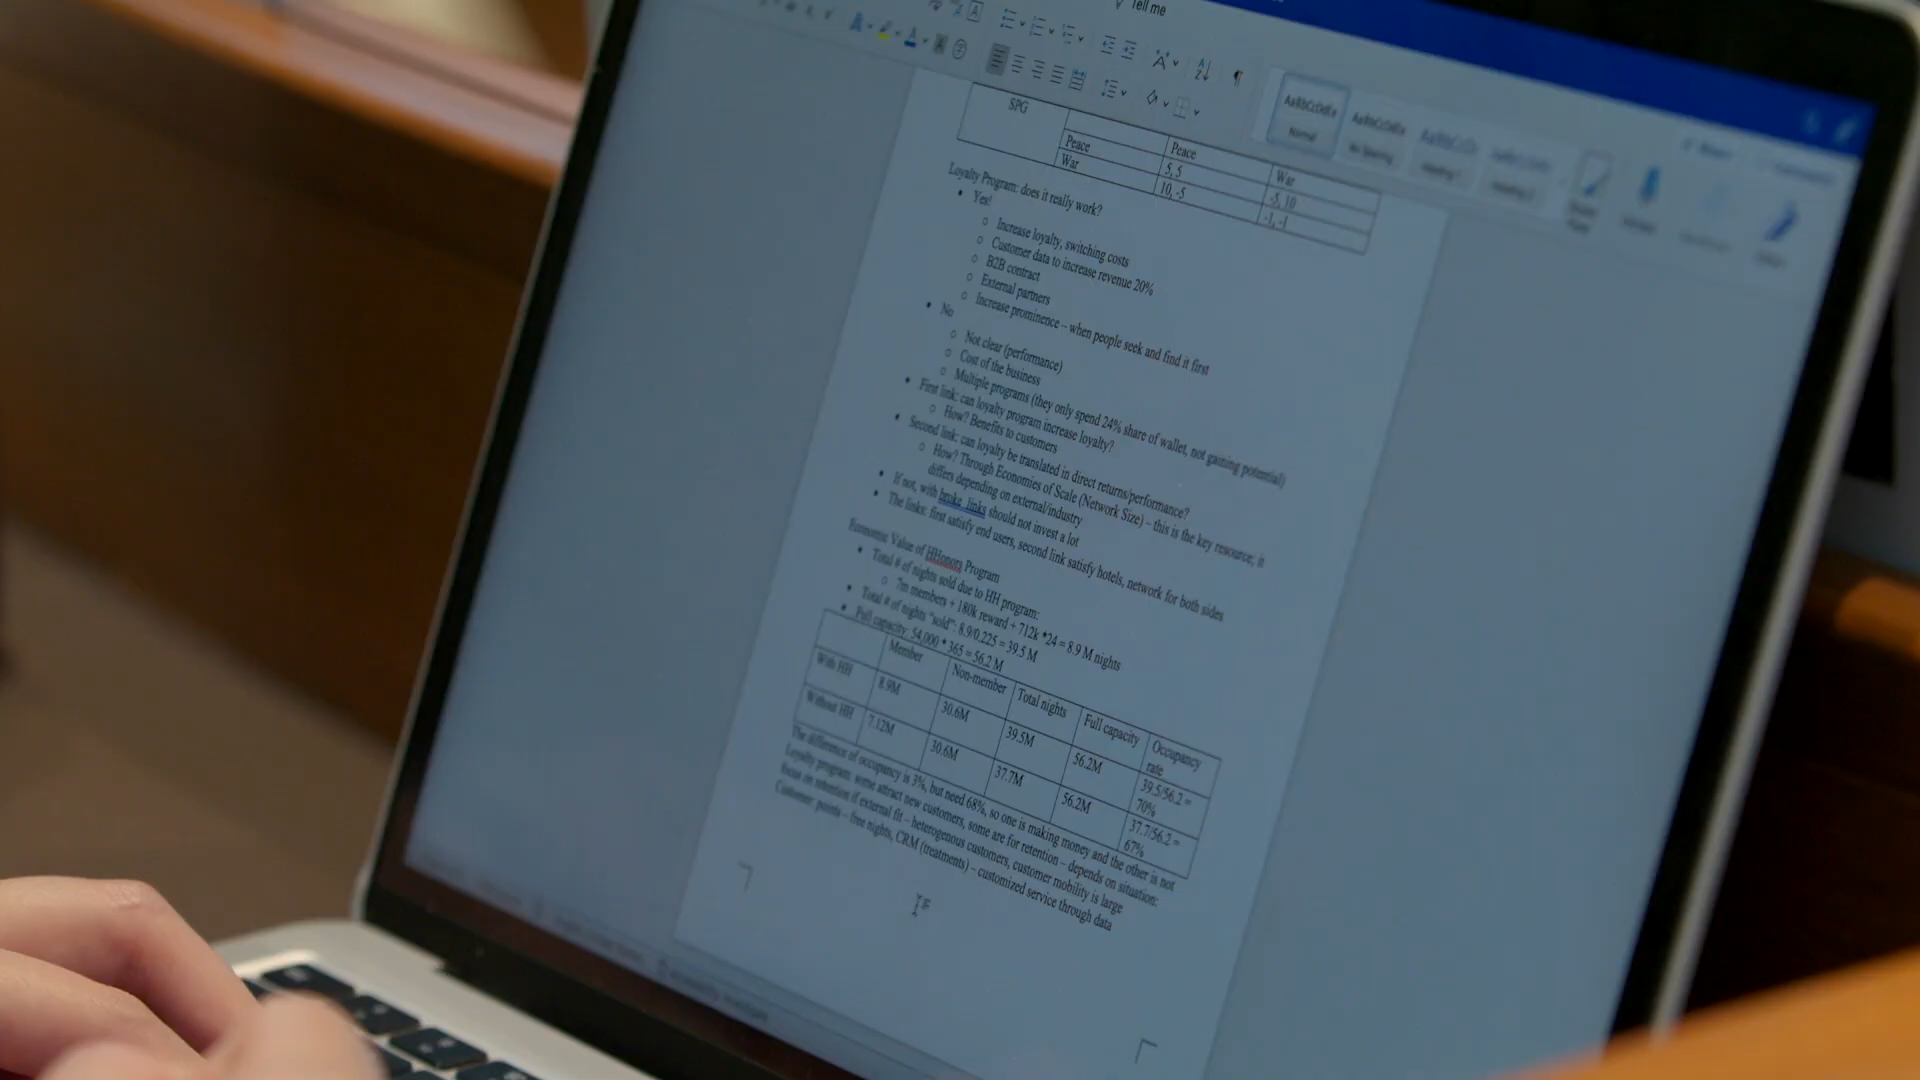 Tell me
AaBbCcDdEe
AaBbCcDdEe
Normal
No Spacing
Heading 1
Heading 2
SPG
Peace
War
Peace
5, 5
-5, 10
War
10, -5
-1, -1
Loyalty Program: does it really work?
Yes!
Increase loyalty, switching costs
Customer data to increase revenue 20%
B2B contract
External partners
Increase prominence – when people seek and find it first
No
Not clear (performance)
Cost of the business
Multiple programs (they only spend 24% share of wallet, not gaining potential)
First link: can loyalty program increase loyalty?
How? Benefits to customers
Second link: can loyalty be translated in direct returns/performance?
How? Through Economies of Scale (Network Size) – this is the key resource; it
differs depending on external/industry
If not, with broke links should not invest a lot
The links: first satisfy end users, second link satisfy hotels, network for both sides
Economic Value of HHonors Program
Total # of nights sold due to HH program:
7m members + 180k reward + 712k *24 = 8.9 M nights
Total # of nights "sold": 8.9/0.225 = 39.5 M
Full capacity: 54,000 * 365 = 56.2 M
Member
Non-member
Total nights
Full capacity
Occupancy
rate
With HH
8.9M
30.6M
39.5M
56.2M
39.5/56.2 =
70%
Without HH
7.12M
30.6M
37.7M
56.2M
37.7/56.2 =
67%
The difference of occupancy is 3%, but need 68%, so one is making money and the other is not
Loyalty program: some attract new customers, some are for retention – depends on situation:
focus on retention if external fit – heterogenous customers, customer mobility is large
Customer: points – free nights, CRM (treatments) – customized service through data